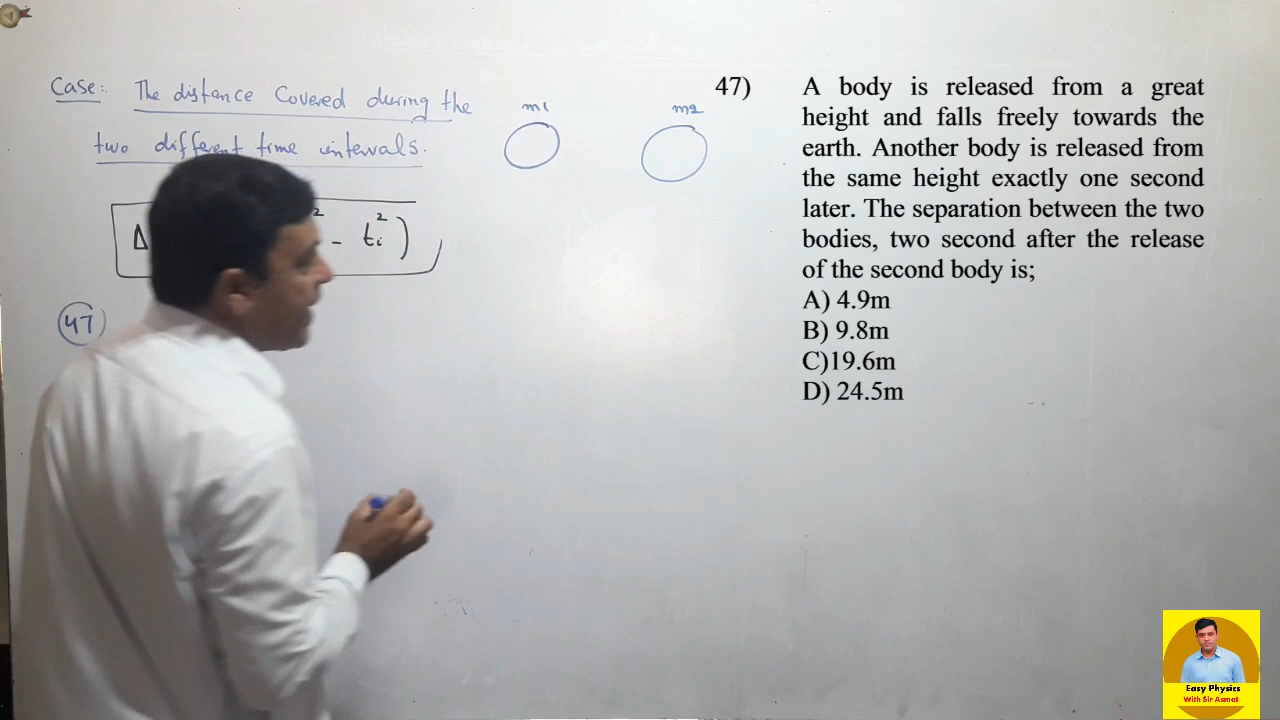 Case:. The distance Covered during the
two different time intervals.
m1
m2
Δ ² - tᵢ² )
47)
47)
A body is released from a great
height and falls freely towards the
earth. Another body is released from
the same height exactly one second
later. The separation between the two
bodies, two second after the release
of the second body is;
A) 4.9m
B) 9.8m
C)19.6m
D) 24.5m
Easy Physics
With Sir Asmat